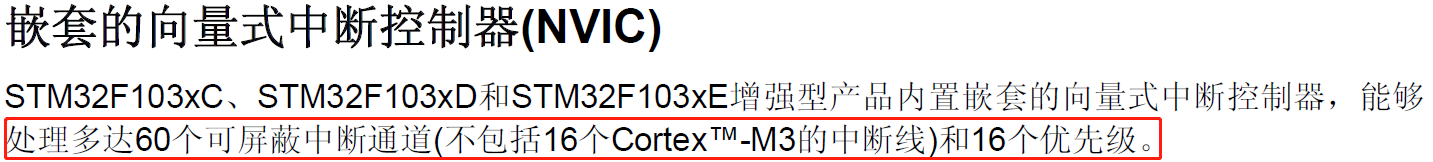 嵌套的向量式中断控制器(NVIC)
STM32F103xC、STM32F103xD和STM32F103xE增强型产品内置嵌套的向量式中断控制器，能够
处理多达60个可屏蔽中断通道(不包括16个Cortex™-M3的中断线)和16个优先级。